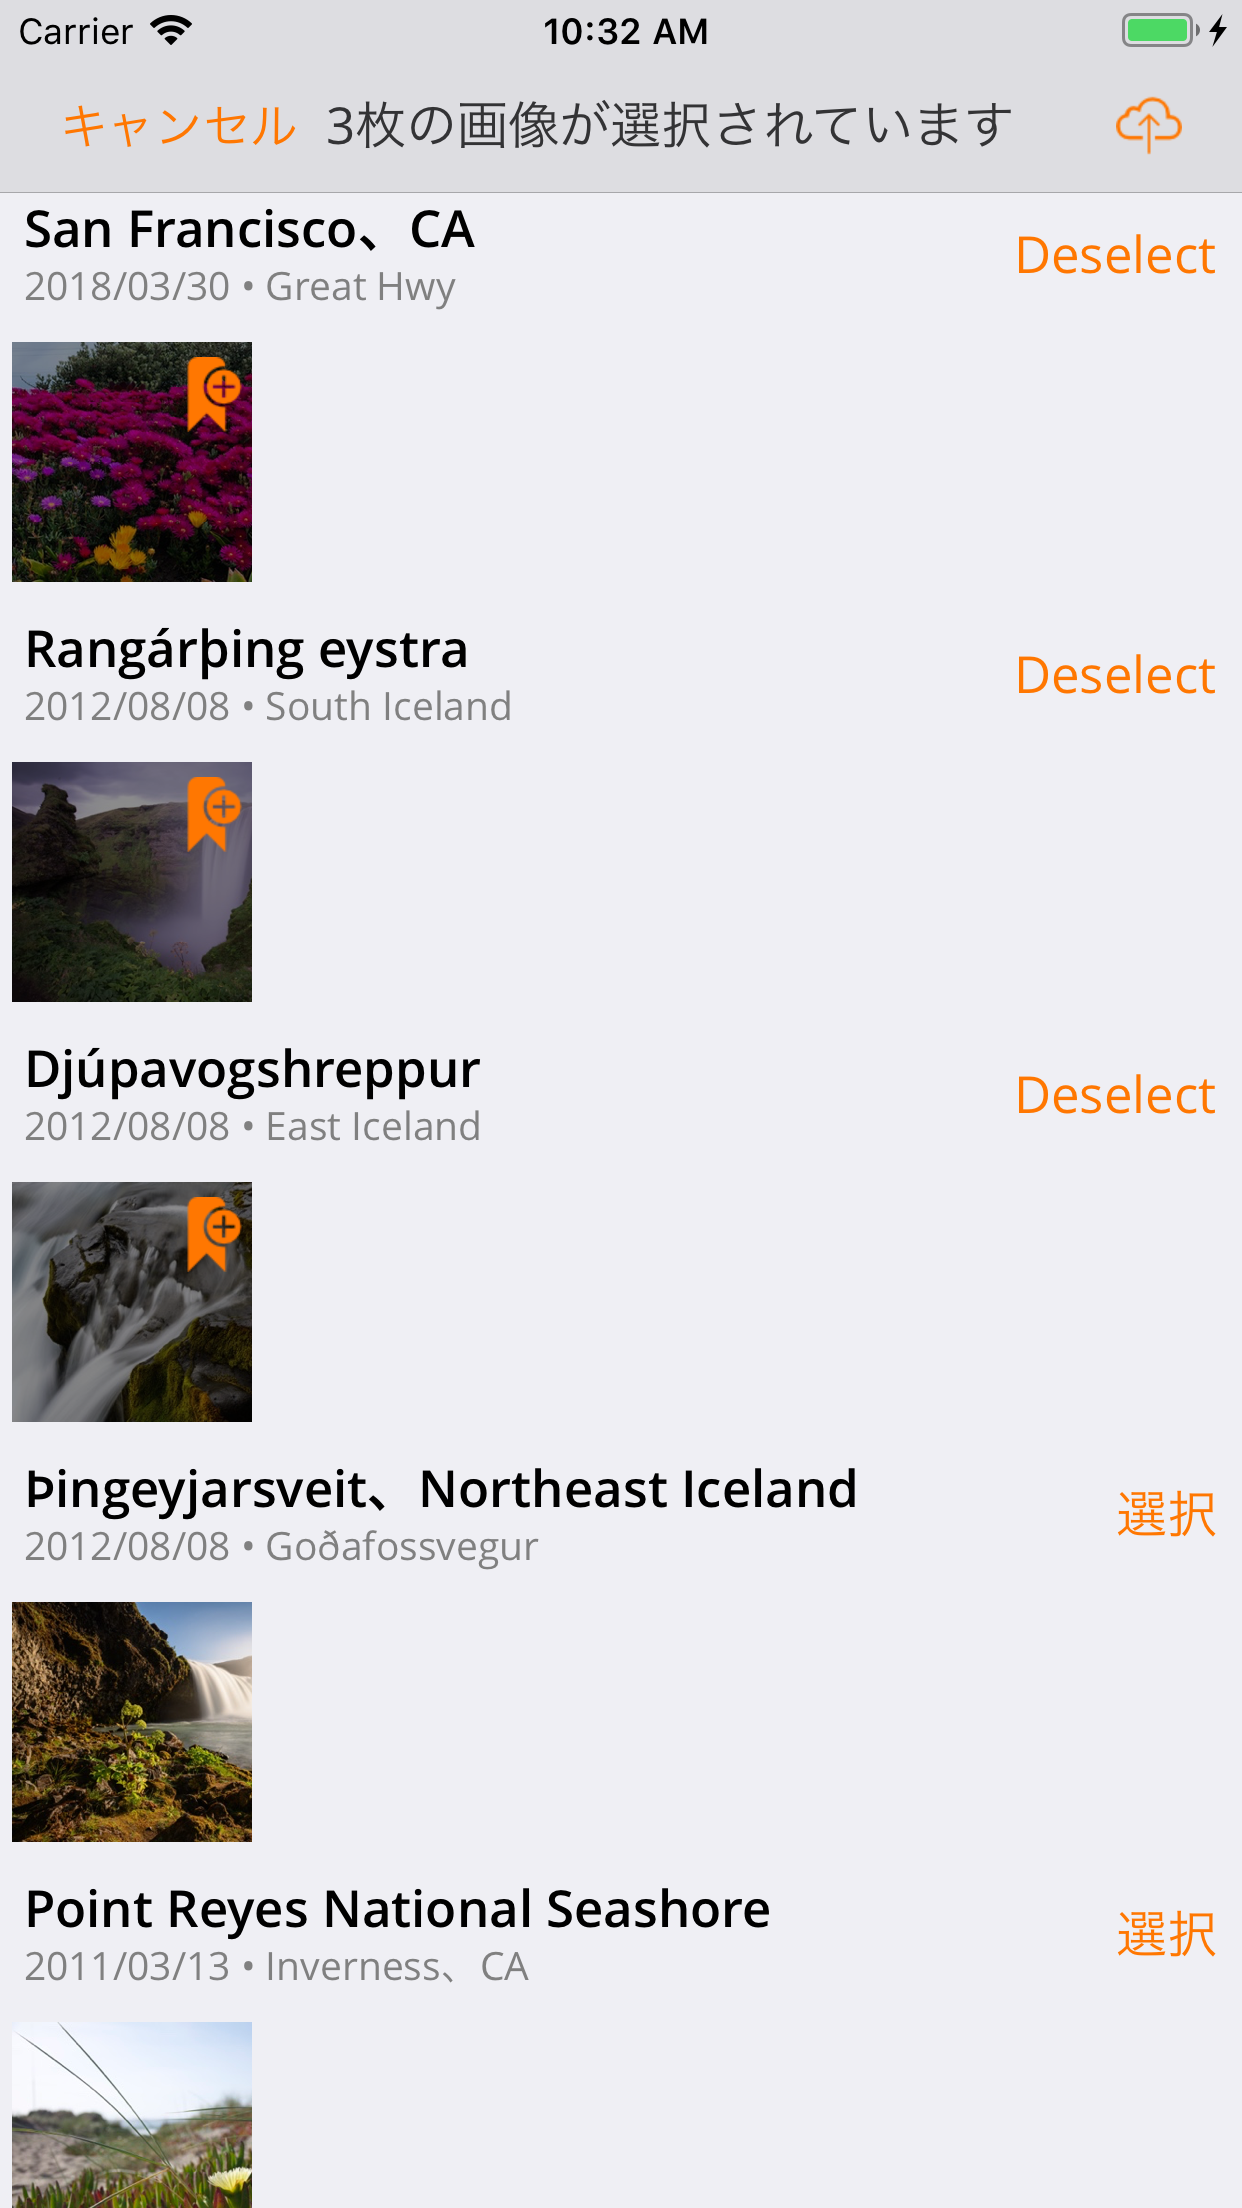 Carrier 10:32 AM
キャンセル 3枚の画像が選択されています
San Francisco、CA
2018/03/30 • Great Hwy
Deselect
Rangárþing eystra
2012/08/08 • South Iceland
Deselect
Djúpavogshreppur
2012/08/08 • East Iceland
Deselect
Þingeyjarsveit、Northeast Iceland
2012/08/08 • Goðafossvegur
選択
Point Reyes National Seashore
2011/03/13 • Inverness、CA
選択